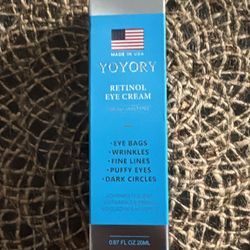 MADE IN USA
YOYORY
RETINOL
EYE CREAM
• EYE BAGS
• WRINKLES
• FINE LINES
• PUFFY EYES
• DARK CIRCLES
0.67 FL OZ 20ML